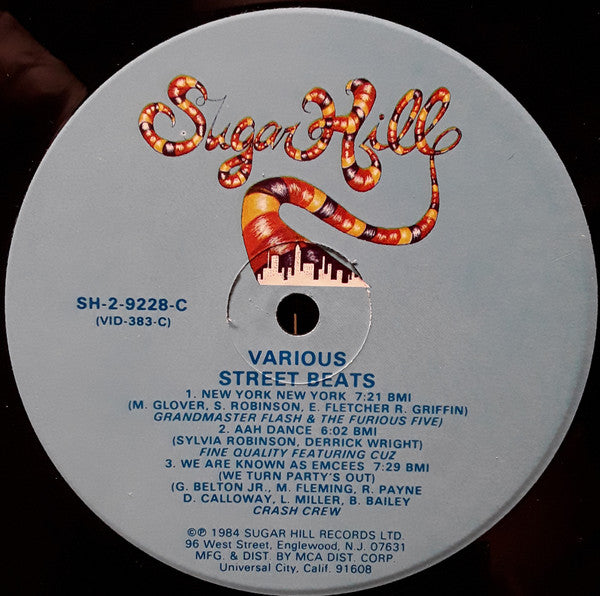 Sugar Hill
SH-2-9228-C
(VID-383-C)
VARIOUS
STREET BEATS
1. NEW YORK NEW YORK 7:21 BMI
(M. GLOVER, S. ROBINSON, E. FLETCHER R. GRIFFIN)
GRANDMASTER FLASH & THE FURIOUS FIVE)
2. AAH DANCE 6:02 BMI
(SYLVIA ROBINSON, DERRICK WRIGHT)
FINE QUALITY FEATURING CUZ
3. WE ARE KNOWN AS EMCEES 7:29 BMI
(WE TURN PARTY'S OUT)
(G. BELTON JR., M. FLEMING, R. PAYNE
D. CALLOWAY, L. MILLER, B. BAILEY
CRASH CREW
©℗ 1984 SUGAR HILL RECORDS LTD.
96 West Street, Englewood, N.J. 07631
MFG. & DIST. BY MCA DIST. CORP.
Universal City, Calif. 91608